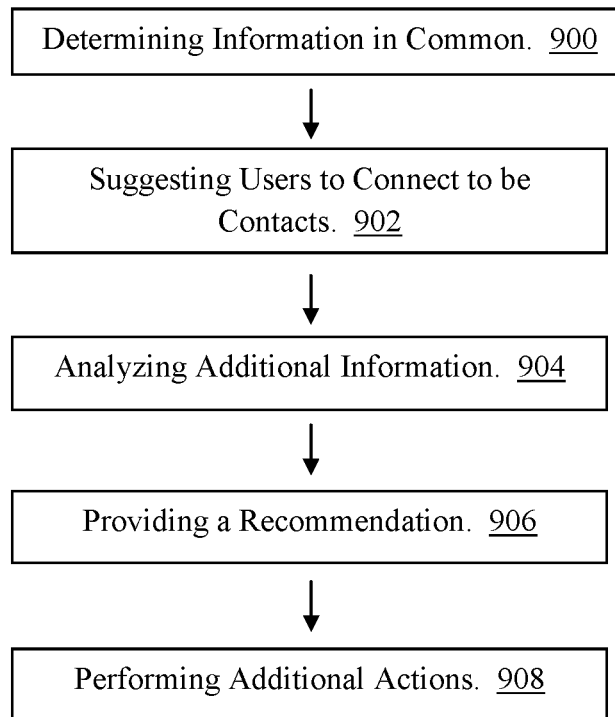 Determining Information in Common. 900
Suggesting Users to Connect to be
Contacts. 902
Analyzing Additional Information. 904
Providing a Recommendation. 906
Performing Additional Actions. 908